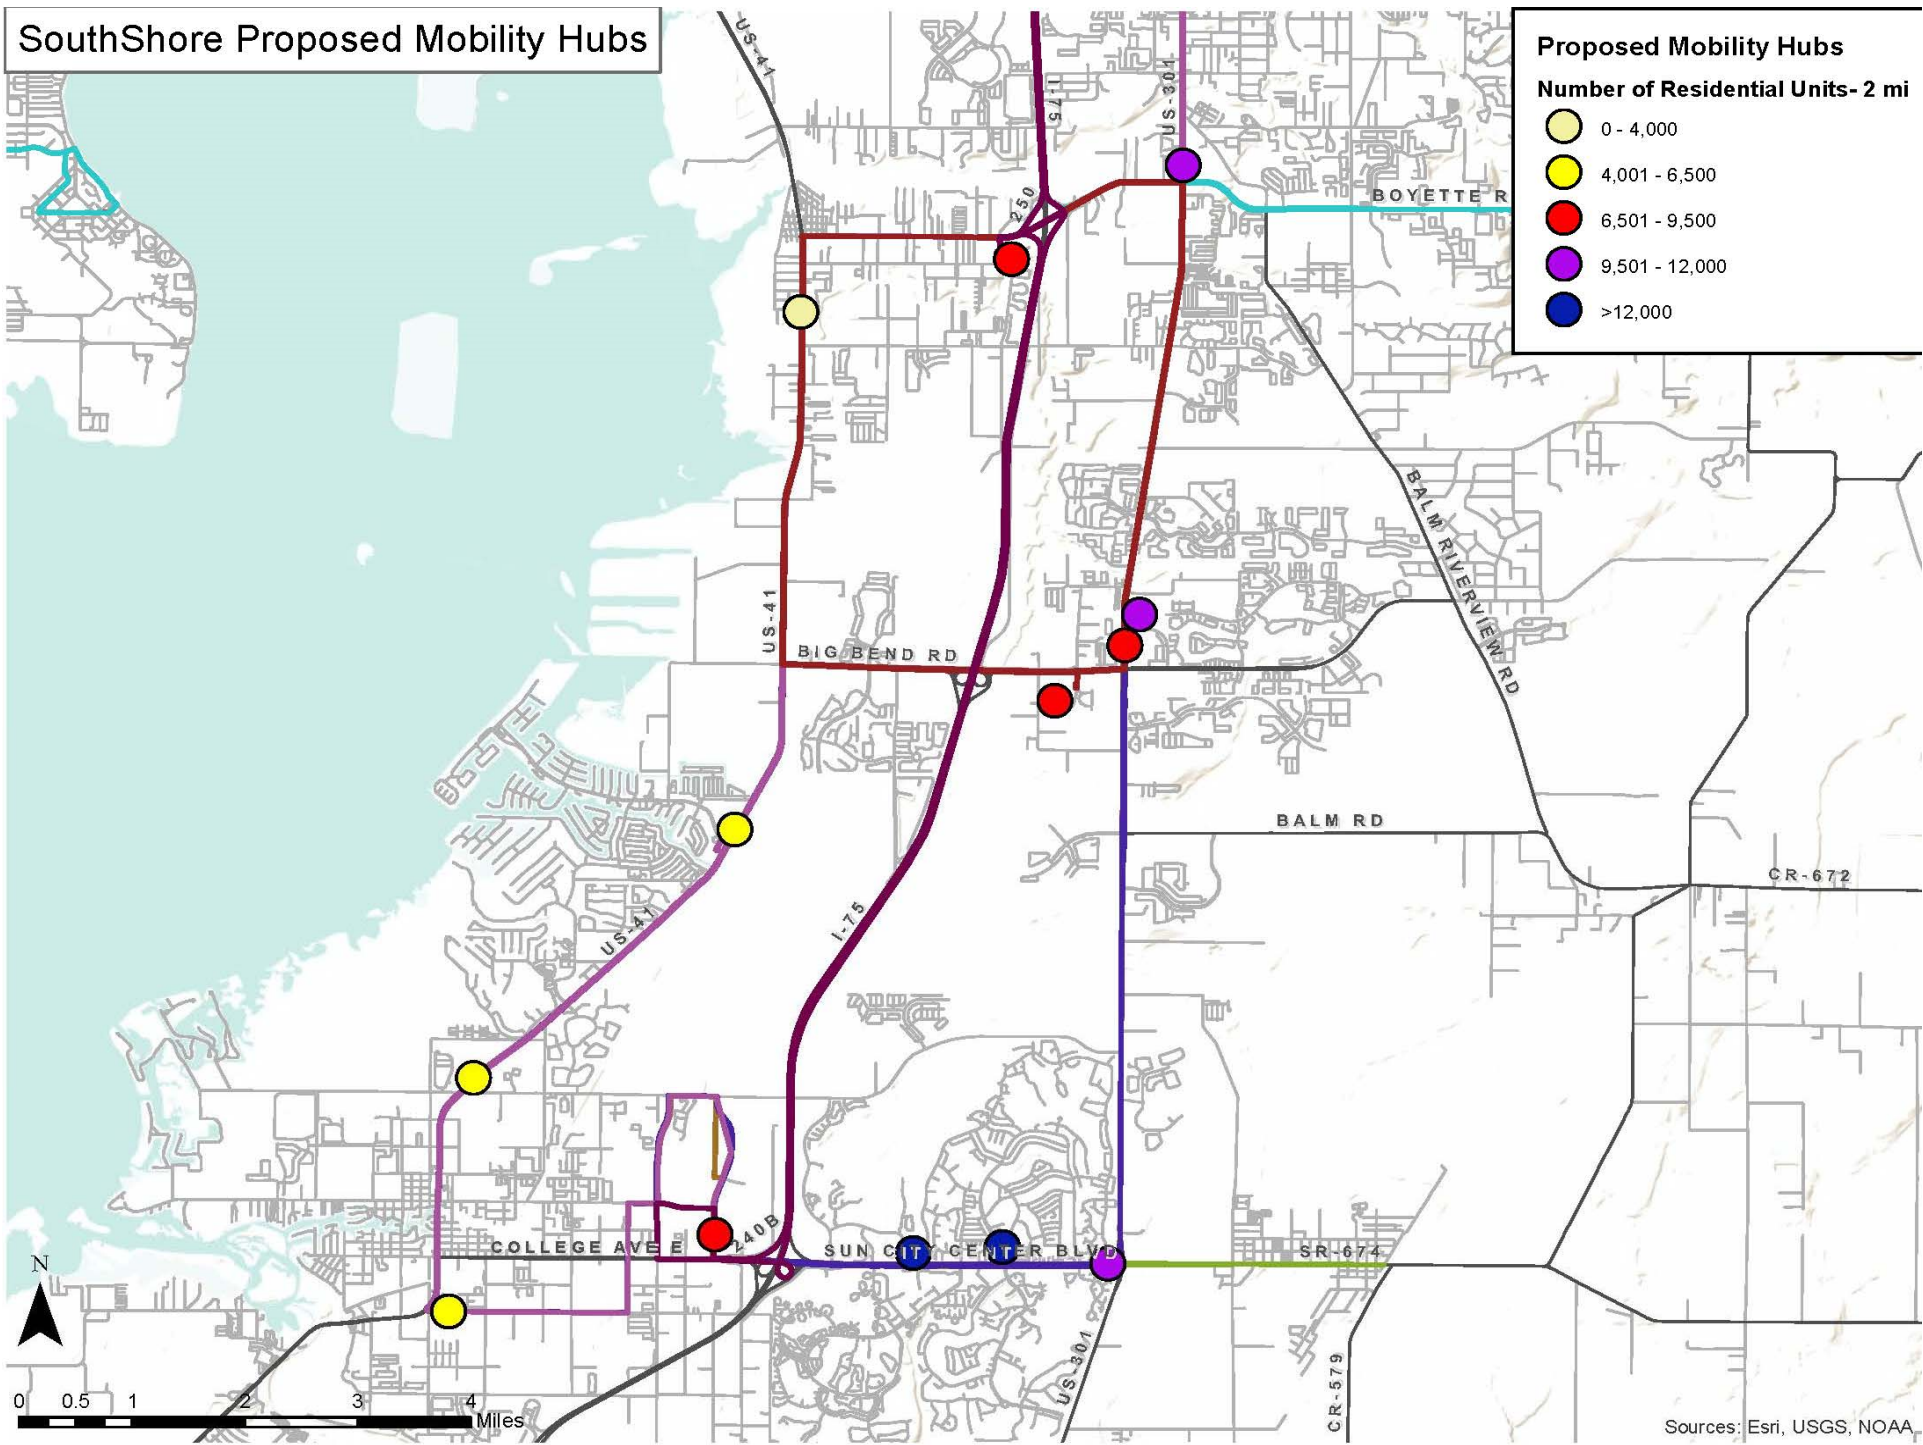 SouthShore Proposed Mobility Hubs
Proposed Mobility Hubs
Number of Residential Units- 2 mi
0 - 4,000
4,001 - 6,500
6,501 - 9,500
9,501 - 12,000
>12,000
US-41
I-75
US-301
250
BOYETTE R
BALM RIVERVIEW RD
US-41
BIG BEND RD
BALM RD
CR-672
US-41
I-75
COLLEGE AVE E
240B
SUN CITY CENTER BLVD
SR-674
US-301
CR-579
N
0 0.5 1 2 3 4
Miles
Sources: Esri, USGS, NOAA